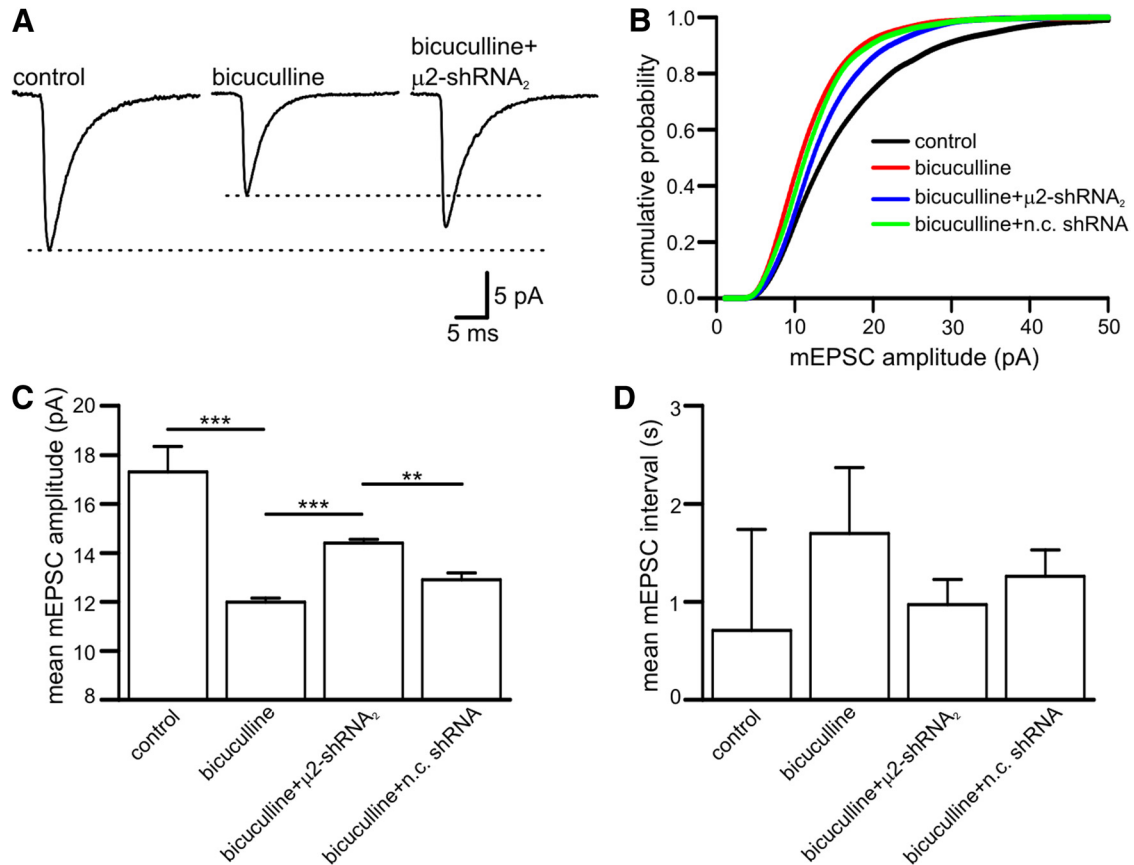 A
control
bicuculline
bicuculline+
μ2-shRNA₂
5 pA
5 ms
B
cumulative probability
1.0
0.8
0.6
0.4
0.2
0.0
0
10
20
30
40
50
mEPSC amplitude (pA)
control
bicuculline
bicuculline+μ2-shRNA₂
bicuculline+n.c. shRNA
C
mean mEPSC amplitude (pA)
20
18
16
14
12
10
8
***
***
**
control
bicuculline
bicuculline+μ2-shRNA₂
bicuculline+n.c. shRNA
D
mean mEPSC interval (s)
3
2
1
0
control
bicuculline
bicuculline+μ2-shRNA₂
bicuculline+n.c. shRNA